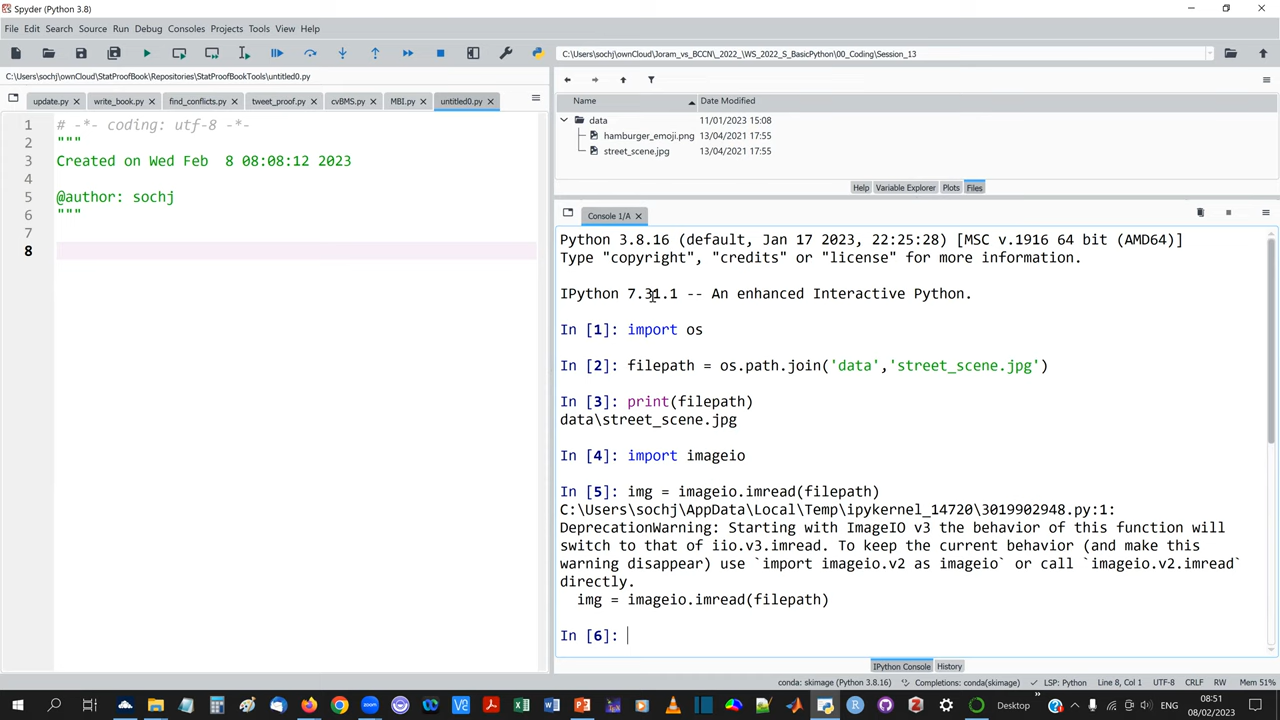 Spyder (Python 3.8)
File Edit Search Source Run Debug Consoles Projects Tools View Help
C:\Users\sochj\ownCloud\Joram_vs_BCCN\_2022_\WS_2022_S_BasicPython\00_Coding\Session_13
C:\Users\sochj\ownCloud\StatProofBook\Repositories\StatProofBookTools\untitled0.py
update.py write_book.py find_conflicts.py tweet_proof.py cvBMS.py MBI.py untitled0.py
1 # -*- coding: utf-8 -*-
2 """
3 Created on Wed Feb  8 08:08:12 2023
4
5 @author: sochj
6 """
7
8
Name Date Modified
data 11/01/2023 15:08
hamburger_emoji.png 13/04/2021 17:55
street_scene.jpg 13/04/2021 17:55
Help Variable Explorer Plots Files
Console 1/A
Python 3.8.16 (default, Jan 17 2023, 22:25:28) [MSC v.1916 64 bit (AMD64)]
Type "copyright", "credits" or "license" for more information.
IPython 7.31.1 -- An enhanced Interactive Python.
In [1]: import os
In [2]: filepath = os.path.join('data','street_scene.jpg')
In [3]: print(filepath)
data\street_scene.jpg
In [4]: import imageio
In [5]: img = imageio.imread(filepath)
C:\Users\sochj\AppData\Local\Temp\ipykernel_14720\3019902948.py:1:
DeprecationWarning: Starting with ImageIO v3 the behavior of this function will
switch to that of iio.v3.imread. To keep the current behavior (and make this
warning disappear) use `import imageio.v2 as imageio` or call `imageio.v2.imread`
directly.
img = imageio.imread(filepath)
In [6]:
IPython Console History
conda: skimage (Python 3.8.16) Completions: conda(skimage) LSP: Python Line 8, Col 1 UTF-8 CRLF RW Mem 51%
Desktop ENG 08:51
08/02/2023